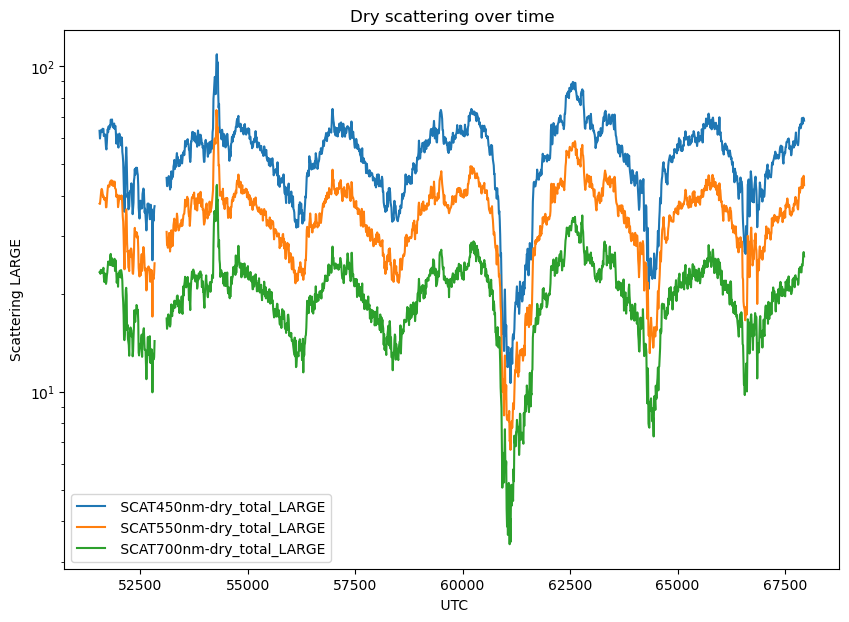 Dry scattering over time
Scattering LARGE
10²
10¹
SCAT450nm-dry_total_LARGE
SCAT550nm-dry_total_LARGE
SCAT700nm-dry_total_LARGE
52500 55000 57500 60000 62500 65000 67500
UTC